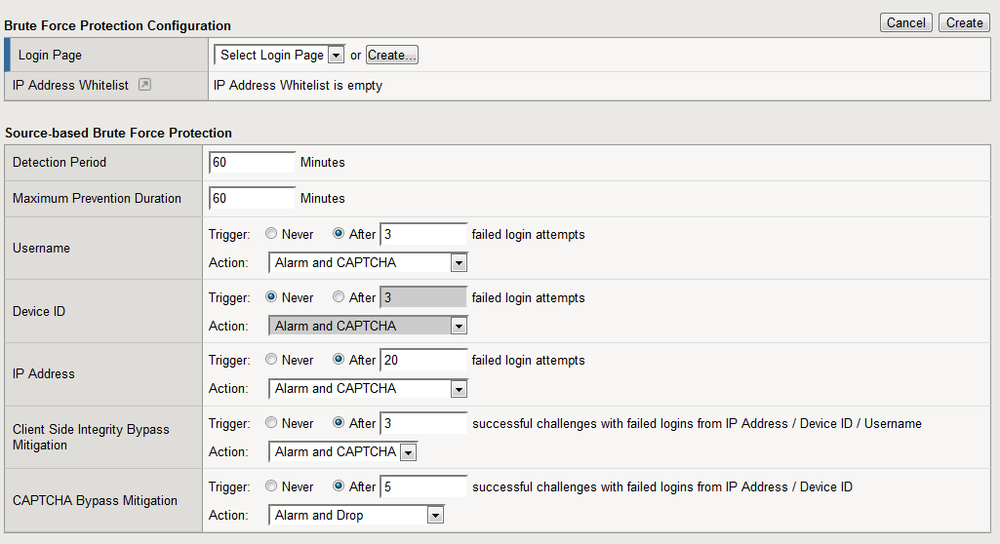 Brute Force Protection Configuration
Cancel Create
Login Page Select Login Page or Create...
IP Address Whitelist IP Address Whitelist is empty
Source-based Brute Force Protection
Detection Period 60 Minutes
Maximum Prevention Duration 60 Minutes
Username
Trigger: Never After 3 failed login attempts
Action: Alarm and CAPTCHA
Device ID
Trigger: Never After 3 failed login attempts
Action: Alarm and CAPTCHA
IP Address
Trigger: Never After 20 failed login attempts
Action: Alarm and CAPTCHA
Client Side Integrity Bypass
Mitigation
Trigger: Never After 3 successful challenges with failed logins from IP Address / Device ID / Username
Action: Alarm and CAPTCHA
CAPTCHA Bypass Mitigation
Trigger: Never After 5 successful challenges with failed logins from IP Address / Device ID
Action: Alarm and Drop